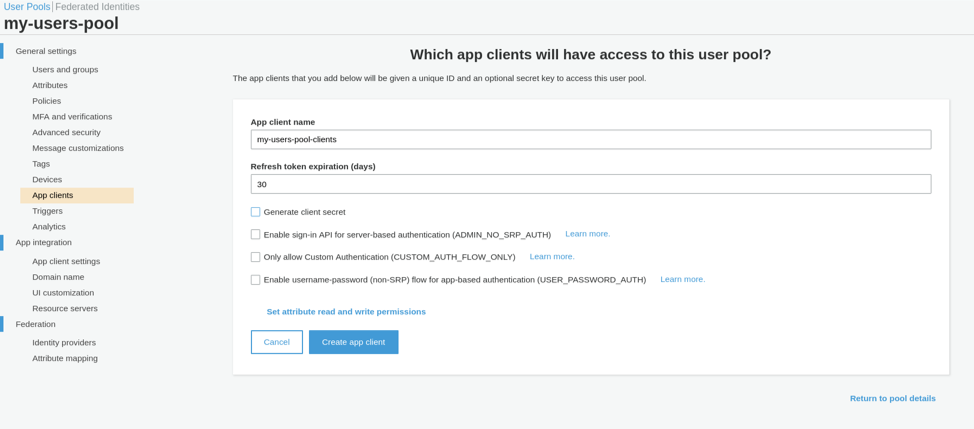 User Pools | Federated Identities
my-users-pool
General settings
Users and groups
Attributes
Policies
MFA and verifications
Advanced security
Message customizations
Tags
Devices
App clients
Triggers
Analytics
App integration
App client settings
Domain name
UI customization
Resource servers
Federation
Identity providers
Attribute mapping
Which app clients will have access to this user pool?
The app clients that you add below will be given a unique ID and an optional secret key to access this user pool.
App client name
my-users-pool-clients
Refresh token expiration (days)
30
Generate client secret
Enable sign-in API for server-based authentication (ADMIN_NO_SRP_AUTH) Learn more.
Only allow Custom Authentication (CUSTOM_AUTH_FLOW_ONLY) Learn more.
Enable username-password (non-SRP) flow for app-based authentication (USER_PASSWORD_AUTH) Learn more.
Set attribute read and write permissions
Cancel Create app client
Return to pool details